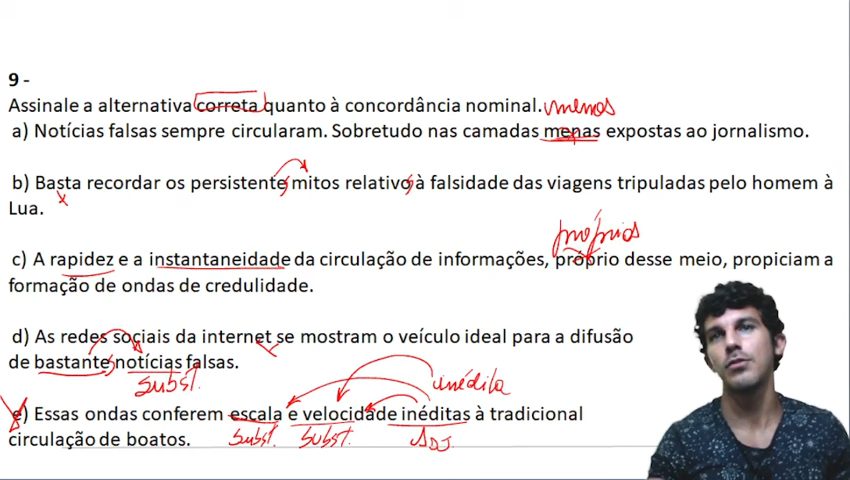 9 -
Assinale a alternativa correta quanto à concordância nominal. menos
a) Notícias falsas sempre circularam. Sobretudo nas camadas menas expostas ao jornalismo.
b) Basta recordar os persistente s mitos relativo s à falsidade das viagens tripuladas pelo homem à
Lua.
próprios
c) A rapidez e a instantaneidade da circulação de informações, próprio desse meio, propiciam a
formação de ondas de credulidade.
d) As redes sociais da internet se mostram o veículo ideal para a difusão
de bastante s notícias falsas.
subst. inédita
e) Essas ondas conferem escala e velocidade inéditas à tradicional
circulação de boatos. subst. subst. ADJ